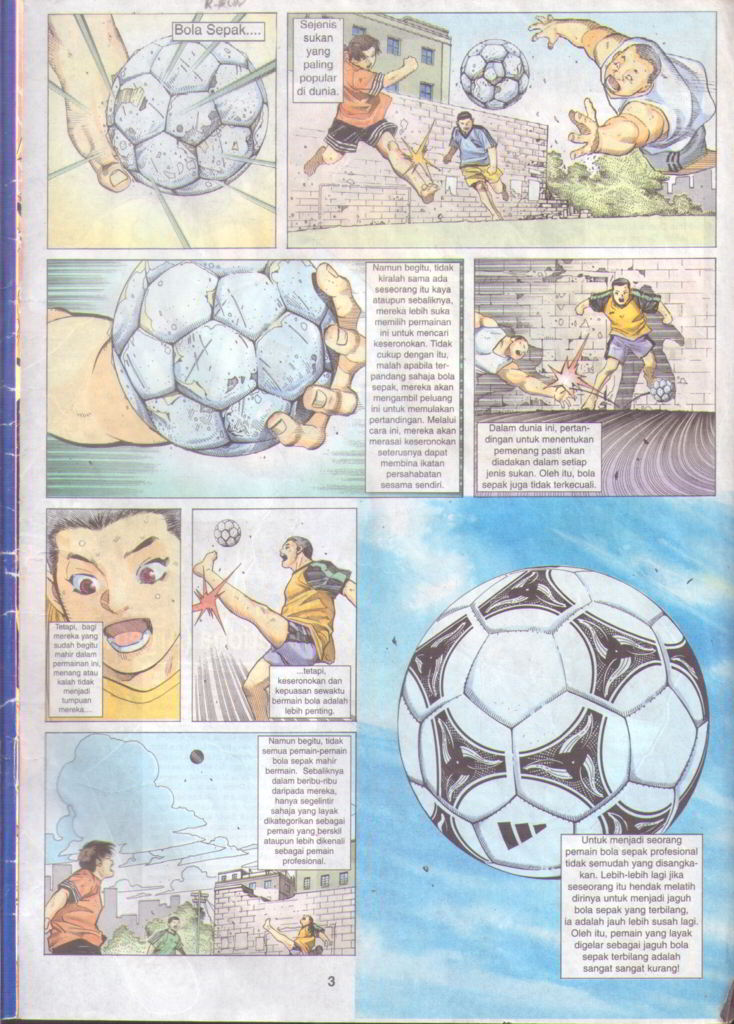 Bola Sepak....
Sejenis
sukan
yang
paling
popular
di dunia.
Namun begitu, tidak
kiralah sama ada
seseorang itu kaya
ataupun sebaliknya,
mereka lebih suka
memilih permainan
ini untuk mencari
keseronokan. Tidak
cukup dengan itu,
malah apabila ter-
pandang sahaja bola
sepak, mereka akan
mengambil peluang
ini untuk memulakan
pertandingan. Melalui
cara ini, mereka akan
merasai keseronokan
seterusnya dapat
membina ikatan
persahabatan
sesama sendiri.
Dalam dunia ini, pertan-
dingan untuk menentukan
pemenang pasti akan
diadakan dalam setiap
jenis sukan. Oleh itu, bola
sepak juga tidak terkecuali.
Tetapi, bagi
mereka yang
sudah begitu
mahir dalam
permainan ini,
menang atau
kalah tidak
menjadi
tumpuan
mereka....
...tetapi,
keseronokan dan
kepuasan sewaktu
bermain bola adalah
lebih penting.
Namun begitu, tidak
semua pemain-pemain
bola sepak mahir
bermain. Sebaliknya
dalam beribu-ribu
daripada mereka,
hanya segelintir
sahaja yang layak
dikategorikan sebagai
pemain yang berskil
ataupun lebih dikenali
sebagai pemain
profesional.
Untuk menjadi seorang
pemain bola sepak profesional
tidak semudah yang disangka-
kan. Lebih-lebih lagi jika
seseorang itu hendak melatih
dirinya untuk menjadi jaguh
bola sepak yang terbilang,
ia adalah jauh lebih susah lagi.
Oleh itu, pemain yang layak
digelar sebagai jaguh bola
sepak terbilang adalah
sangat sangat kurang!
3